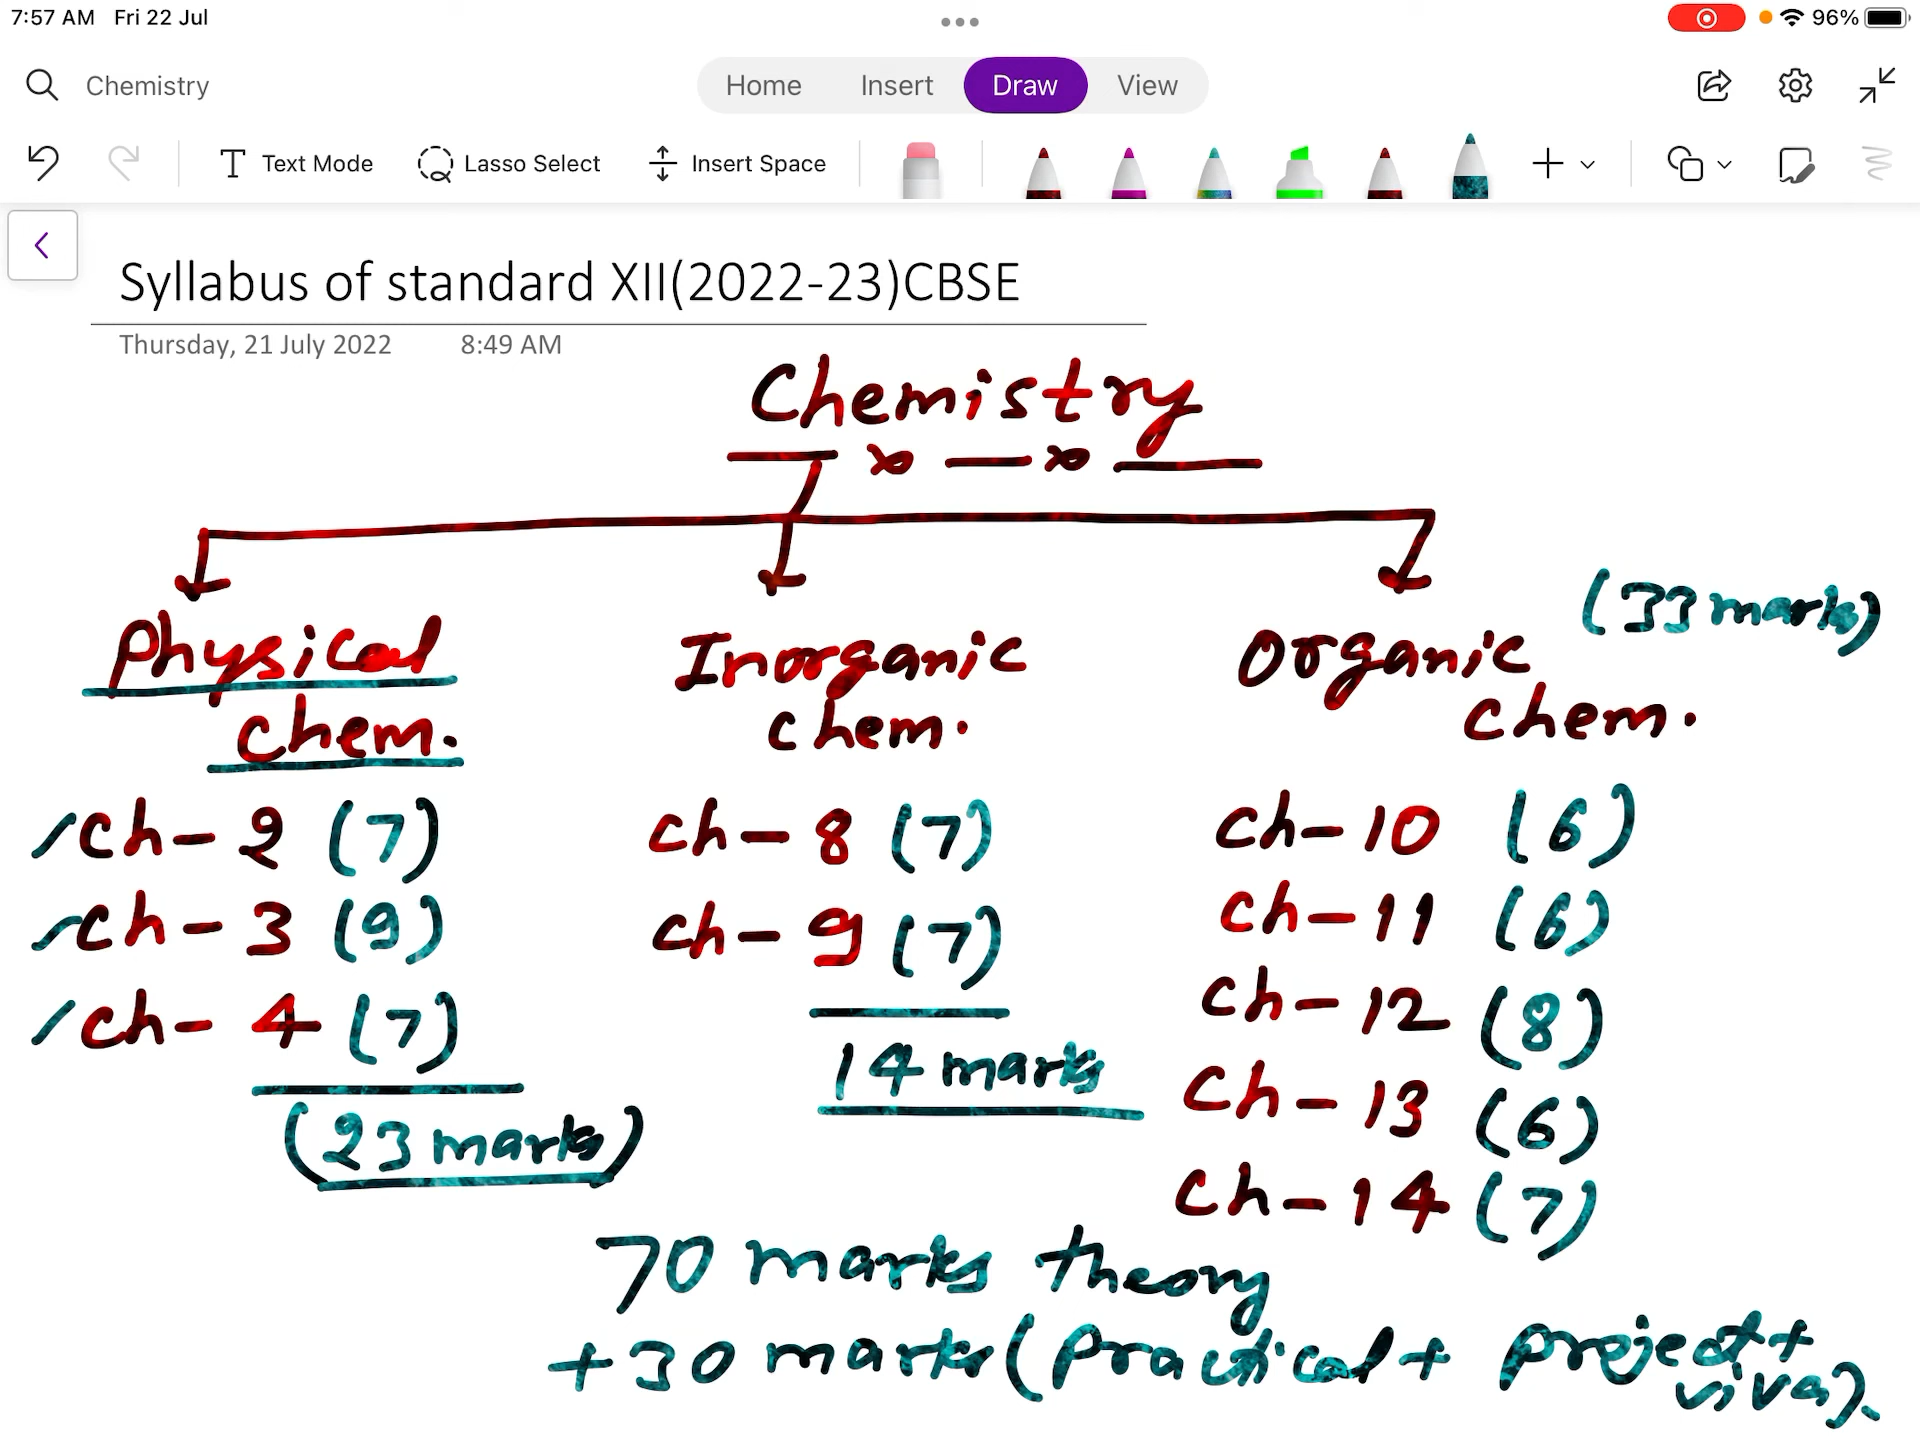 7:57 AM Fri 22 Jul
96%
Chemistry
Home Insert Draw View
Text Mode Lasso Select Insert Space
Syllabus of standard XII(2022-23)CBSE
Thursday, 21 July 2022 8:49 AM
Chemistry
Physical
chem.
ch-2 (7)
ch-3 (9)
ch-4 (7)
(23 marks)
Inorganic
chem.
ch-8 (7)
ch-9 (7)
14 marks
Organic
chem.
(33 marks)
ch-10 (6)
ch-11 (6)
ch-12 (8)
ch-13 (6)
ch-14 (7)
70 marks theory
+30 marks (practical + project +
viva).